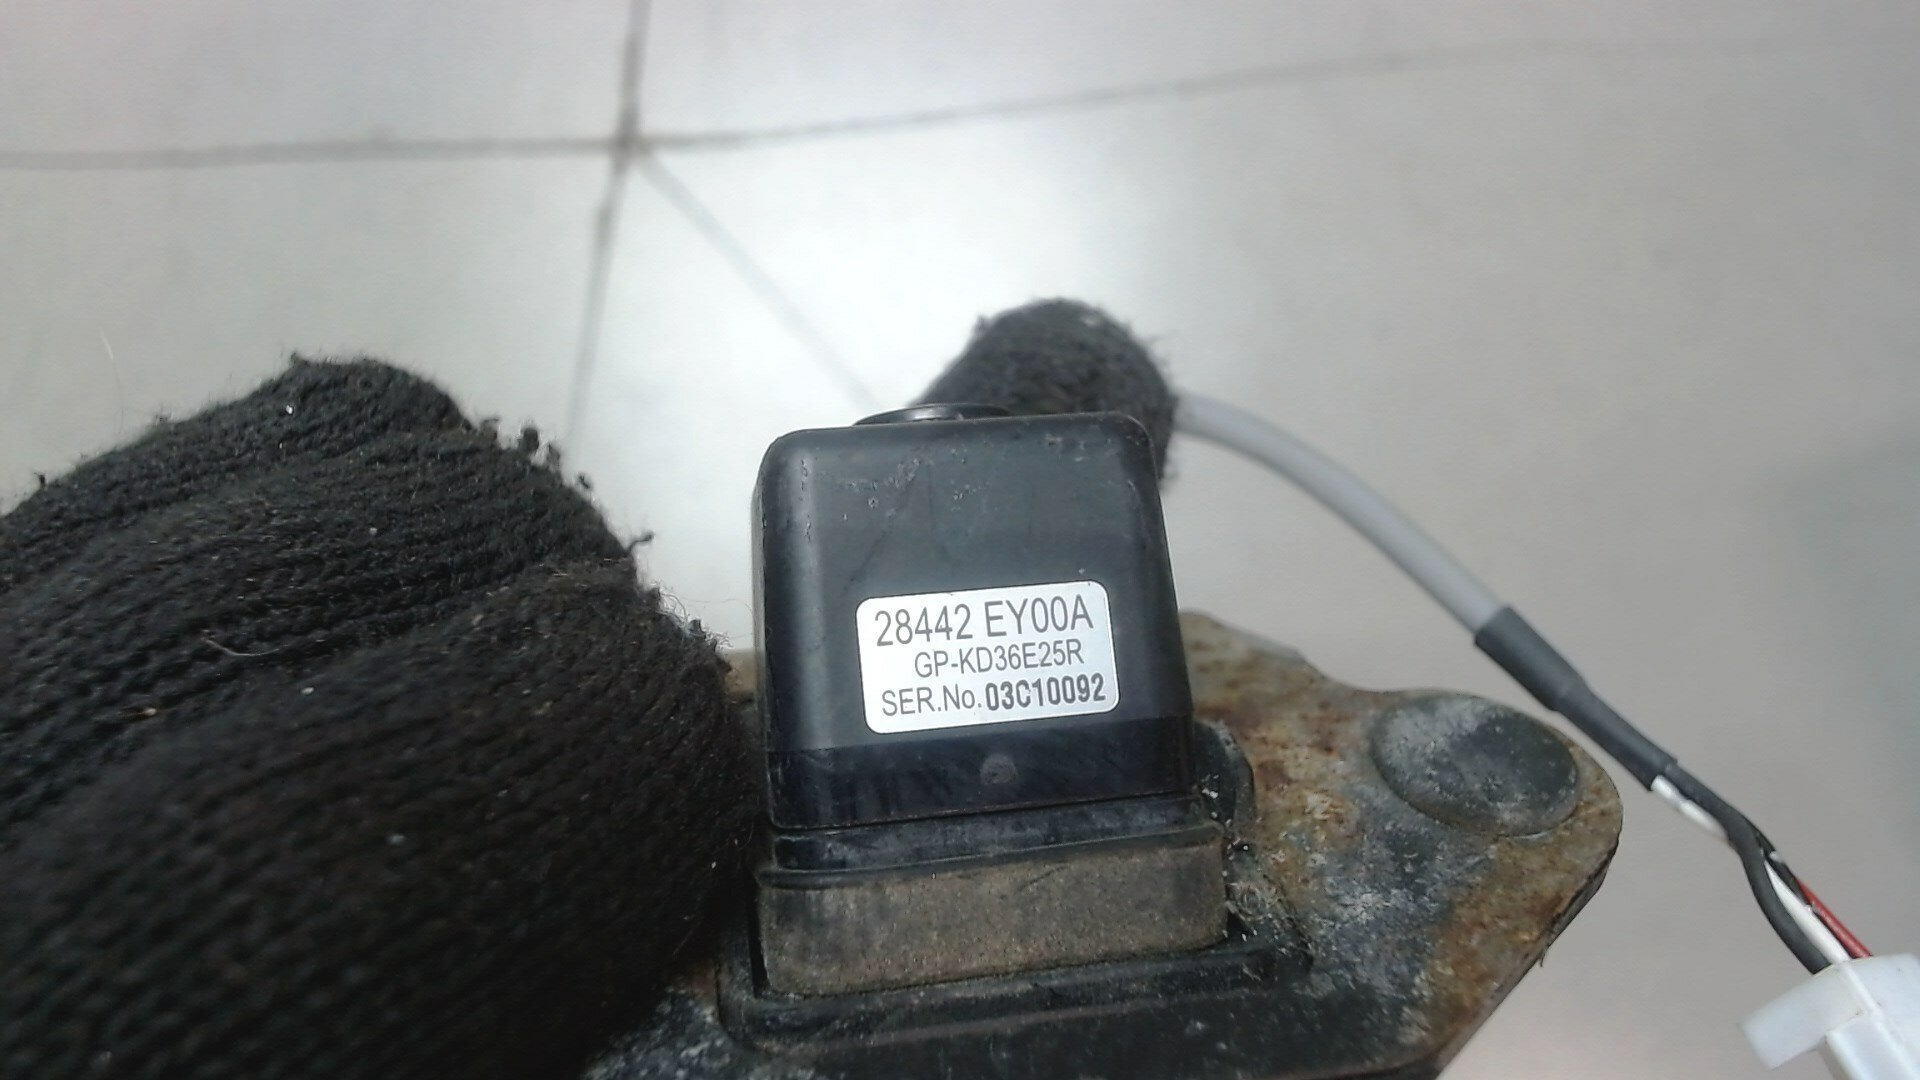 28442 EY00A
GP-KD36E25R
SER.No. 03C10092